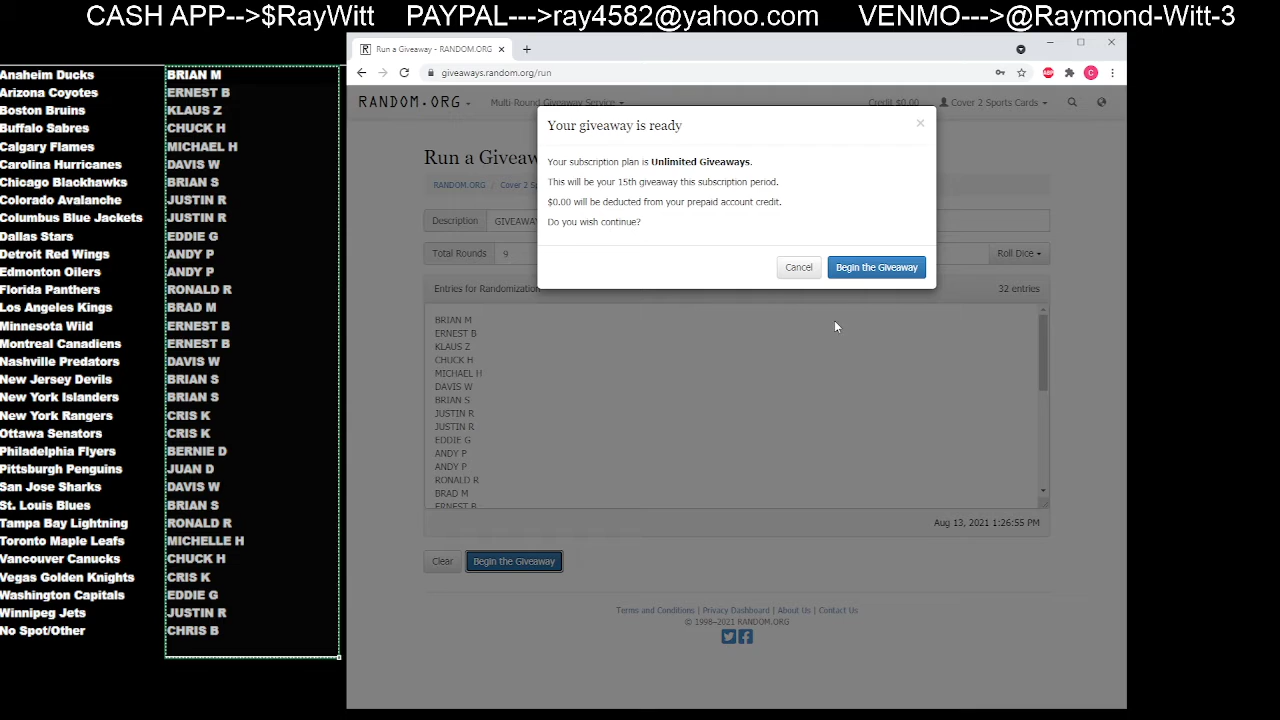 CASH APP-->$RayWitt PAYPAL--->ray4582@yahoo.com VENMO--->@Raymond-Witt-3
Anaheim Ducks BRIAN M
Arizona Coyotes ERNEST B
Boston Bruins KLAUS Z
Buffalo Sabres CHUCK H
Calgary Flames MICHAEL H
Carolina Hurricanes DAVIS W
Chicago Blackhawks BRIAN S
Colorado Avalanche JUSTIN R
Columbus Blue Jackets JUSTIN R
Dallas Stars EDDIE G
Detroit Red Wings ANDY P
Edmonton Oilers ANDY P
Florida Panthers RONALD R
Los Angeles Kings BRAD M
Minnesota Wild ERNEST B
Montreal Canadiens ERNEST B
Nashville Predators DAVIS W
New Jersey Devils BRIAN S
New York Islanders BRIAN S
New York Rangers CRIS K
Ottawa Senators CRIS K
Philadelphia Flyers BERNIE D
Pittsburgh Penguins JUAN D
San Jose Sharks DAVIS W
St. Louis Blues BRIAN S
Tampa Bay Lightning RONALD R
Toronto Maple Leafs MICHELLE H
Vancouver Canucks CHUCK H
Vegas Golden Knights CRIS K
Washington Capitals EDDIE G
Winnipeg Jets JUSTIN R
No Spot/Other CHRIS B
Run a Giveaway - RANDOM.ORG
giveaways.random.org/run
RANDOM.ORG Multi-Round Giveaway Service Credit $0.00 Cover 2 Sports Cards
Your giveaway is ready
Your subscription plan is Unlimited Giveaways.
This will be your 15th giveaway this subscription period.
$0.00 will be deducted from your prepaid account credit.
Do you wish continue?
Cancel Begin the Giveaway
Run a Giveaw
RANDOM.ORG / Cover 2 Sp
Description GIVEAWA
Total Rounds 9 Roll Dice
Entries for Randomization 32 entries
BRIAN M
ERNEST B
KLAUS Z
CHUCK H
MICHAEL H
DAVIS W
BRIAN S
JUSTIN R
JUSTIN R
EDDIE G
ANDY P
ANDY P
RONALD R
BRAD M
ERNEST B
Aug 13, 2021 1:26:55 PM
Clear Begin the Giveaway
Terms and Conditions | Privacy Dashboard | About Us | Contact Us
© 1998–2021 RANDOM.ORG